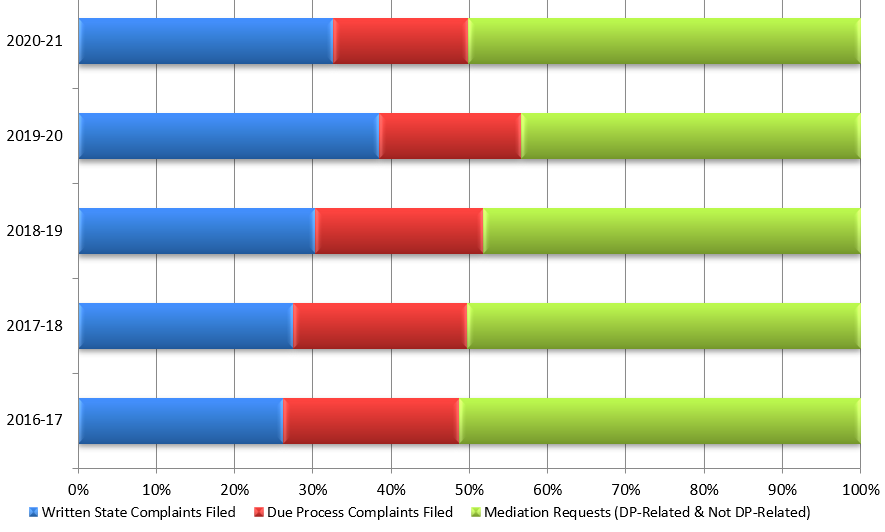 2020-21
2019-20
2018-19
2017-18
2016-17
0% 10% 20% 30% 40% 50% 60% 70% 80% 90% 100%
Written State Complaints Filed Due Process Complaints Filed Mediation Requests (DP-Related & Not DP-Related)